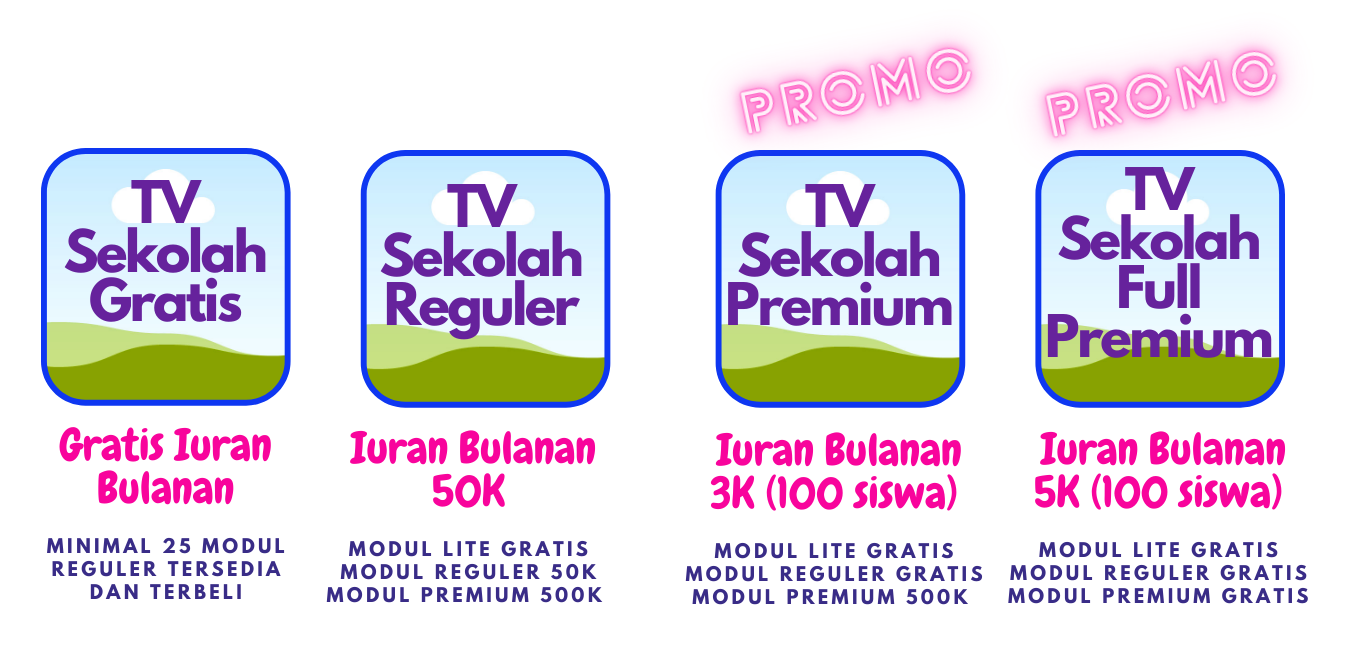 PROMO
PROMO
TV
Sekolah
Gratis
Gratis Iuran
Bulanan
MINIMAL 25 MODUL
REGULER TERSEDIA
DAN TERBELI
TV
Sekolah
Reguler
Iuran Bulanan
50K
MODUL LITE GRATIS
MODUL REGULER 50K
MODUL PREMIUM 500K
TV
Sekolah
Premium
Iuran Bulanan
3K (100 siswa)
MODUL LITE GRATIS
MODUL REGULER GRATIS
MODUL PREMIUM 500K
TV
Sekolah
Full
Premium
Iuran Bulanan
5K (100 siswa)
MODUL LITE GRATIS
MODUL REGULER GRATIS
MODUL PREMIUM GRATIS